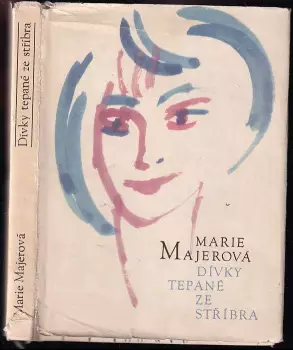 Marie Majerová
Dívky tepané ze stříbra
MARIE
MAJEROVÁ
DÍVKY
TEPANÉ
ZE
STŘÍBRA